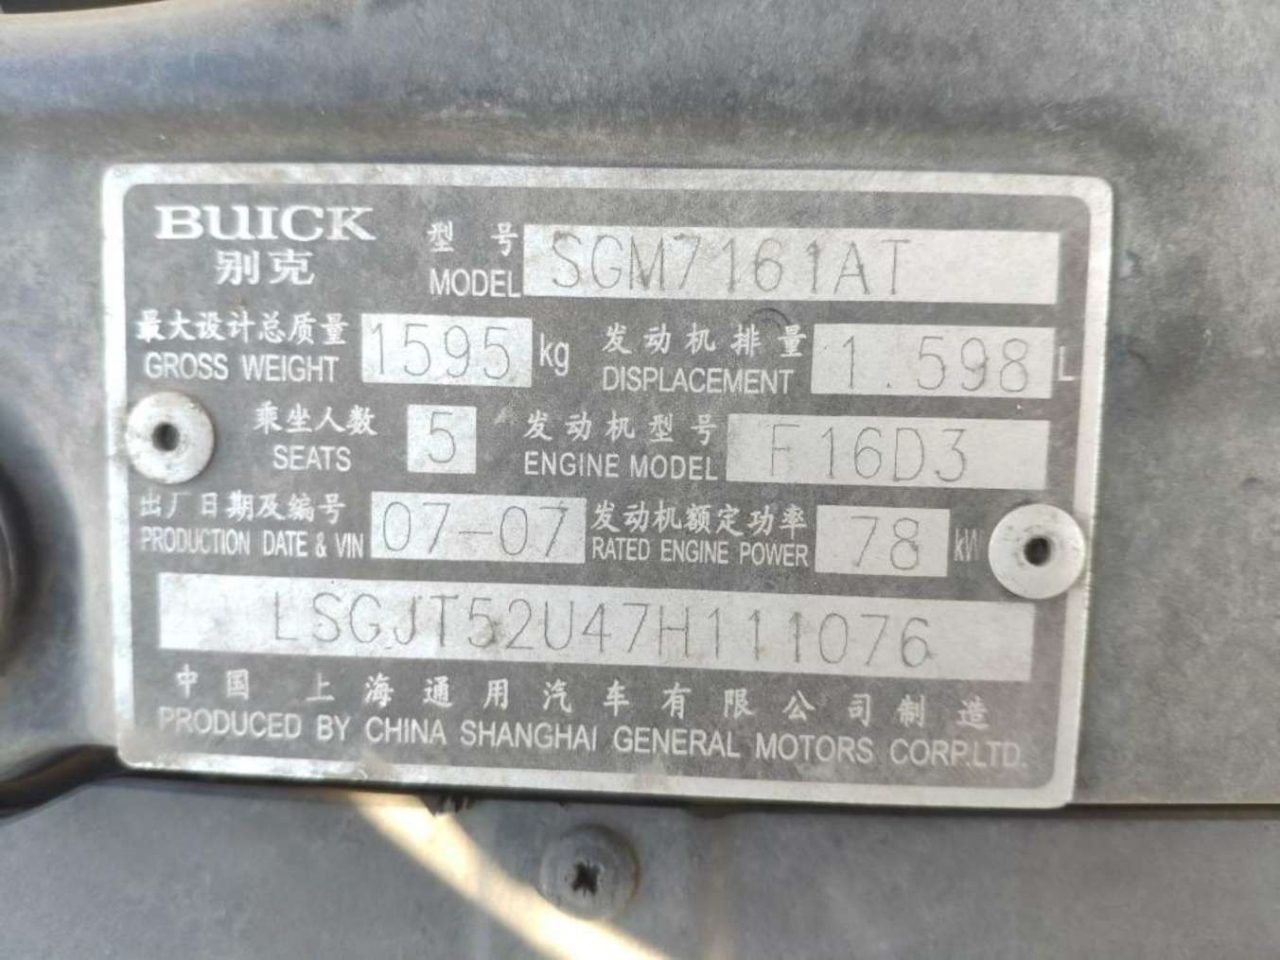 BUICK 型号 SGM7161AT
别克 MODEL
最大设计总质量 1595 kg 发动机排量 1.598 L
GROSS WEIGHT DISPLACEMENT
乘坐人数 5 发动机型号 F16D3
SEATS ENGINE MODEL
出厂日期及编号 07-07 发动机额定功率 78 kW
PRODUCTION DATE & VIN RATED ENGINE POWER
LSGJT52U47H111076
中国 上海通用汽车有限公司制造
PRODUCED BY CHINA SHANGHAI GENERAL MOTORS CORP.LTD.